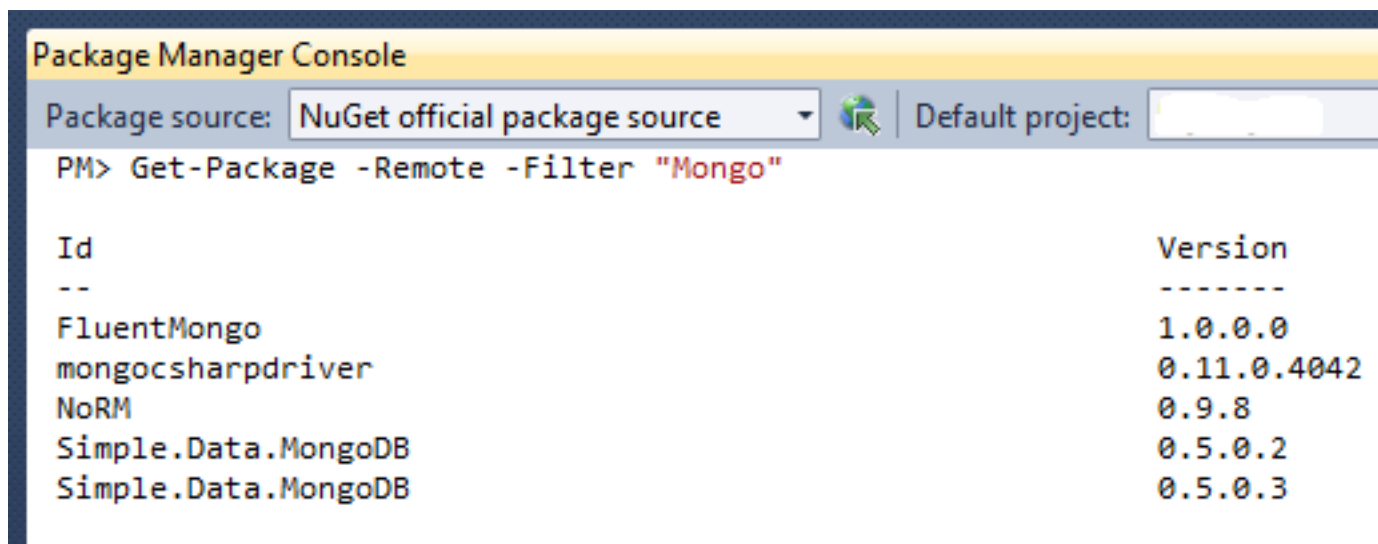 Package Manager Console
Package source: NuGet official package source Default project:
PM> Get-Package -Remote -Filter "Mongo"
Id Version
-- -------
FluentMongo 1.0.0.0
mongocsharpdriver 0.11.0.4042
NoRM 0.9.8
Simple.Data.MongoDB 0.5.0.2
Simple.Data.MongoDB 0.5.0.3